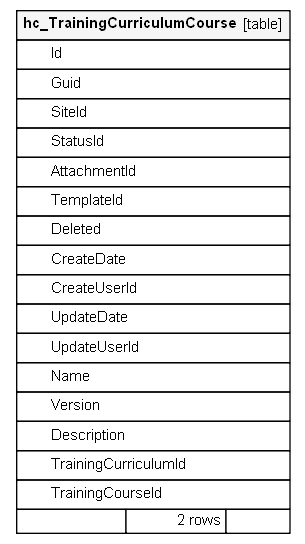 hc_TrainingCurriculumCourse [table]
Id
Guid
SiteId
StatusId
AttachmentId
TemplateId
Deleted
CreateDate
CreateUserId
UpdateDate
UpdateUserId
Name
Version
Description
TrainingCurriculumId
TrainingCourseId
2 rows